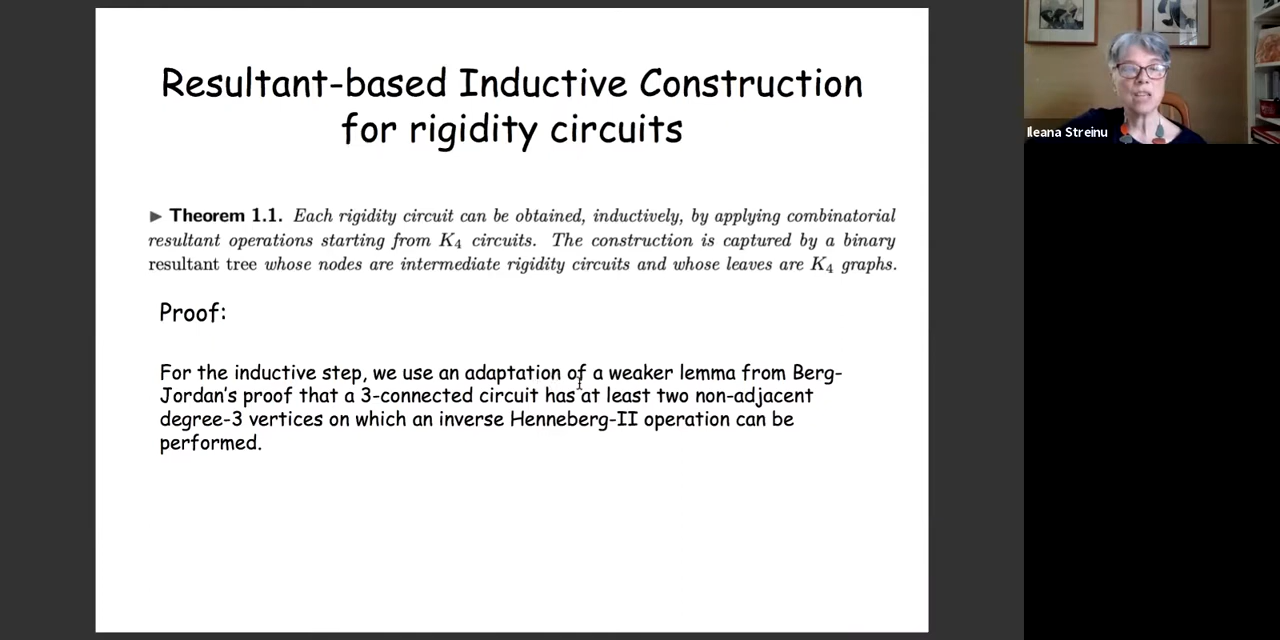 Resultant-based Inductive Construction
for rigidity circuits
▶ Theorem 1.1. Each rigidity circuit can be obtained, inductively, by applying combinatorial
resultant operations starting from K₄ circuits. The construction is captured by a binary
resultant tree whose nodes are intermediate rigidity circuits and whose leaves are K₄ graphs.
Proof:
For the inductive step, we use an adaptation of a weaker lemma from Berg-
Jordan's proof that a 3-connected circuit has at least two non-adjacent
degree-3 vertices on which an inverse Henneberg-II operation can be
performed.
Ileana Streinu